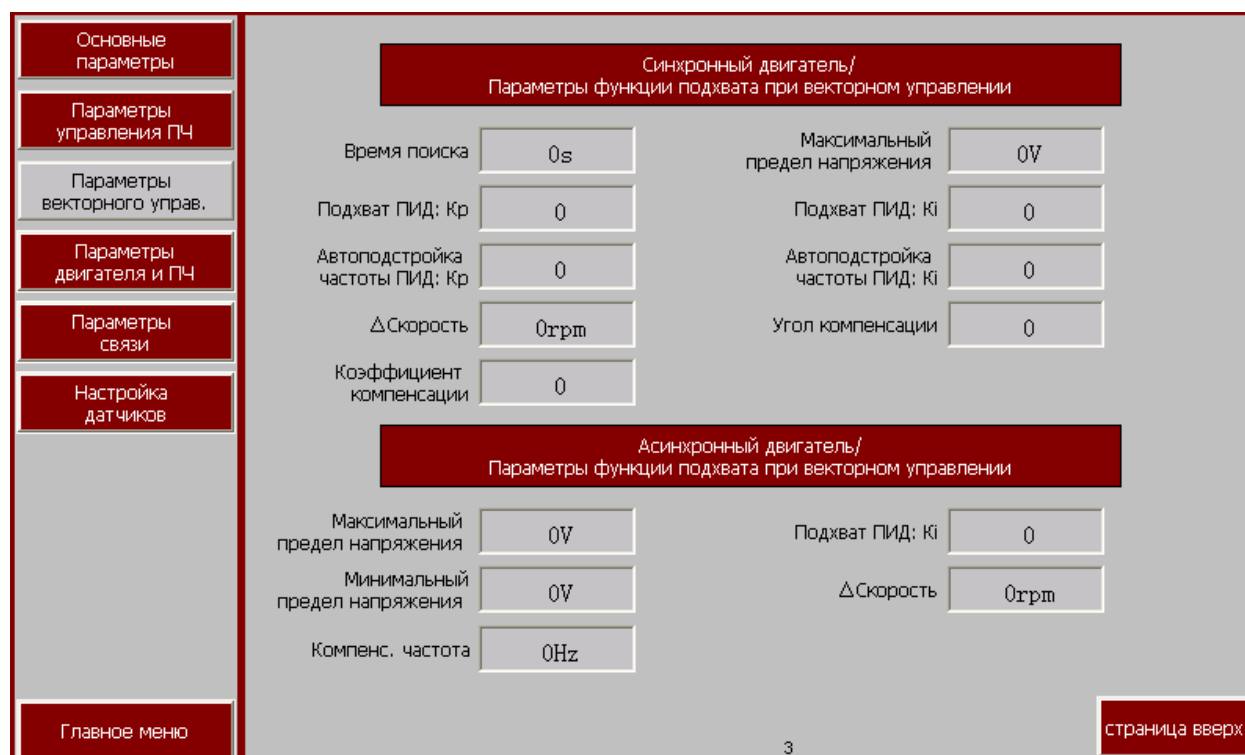 Основные
параметры
Параметры
управления ПЧ
Параметры
векторного управ.
Параметры
двигателя и ПЧ
Параметры
связи
Настройка
датчиков
Главное меню
Синхронный двигатель/
Параметры функции подхвата при векторном управлении
Время поиска
0s
Максимальный
предел напряжения
0V
Подхват ПИД: Kp
0
Подхват ПИД: Ki
0
Автоподстройка
частоты ПИД: Kp
0
Автоподстройка
частоты ПИД: Ki
0
ΔСкорость
0rpm
Угол компенсации
0
Коэффициент
компенсации
0
Асинхронный двигатель/
Параметры функции подхвата при векторном управлении
Максимальный
предел напряжения
0V
Подхват ПИД: Ki
0
Минимальный
предел напряжения
0V
ΔСкорость
0rpm
Компенс. частота
0Hz
страница вверх
3